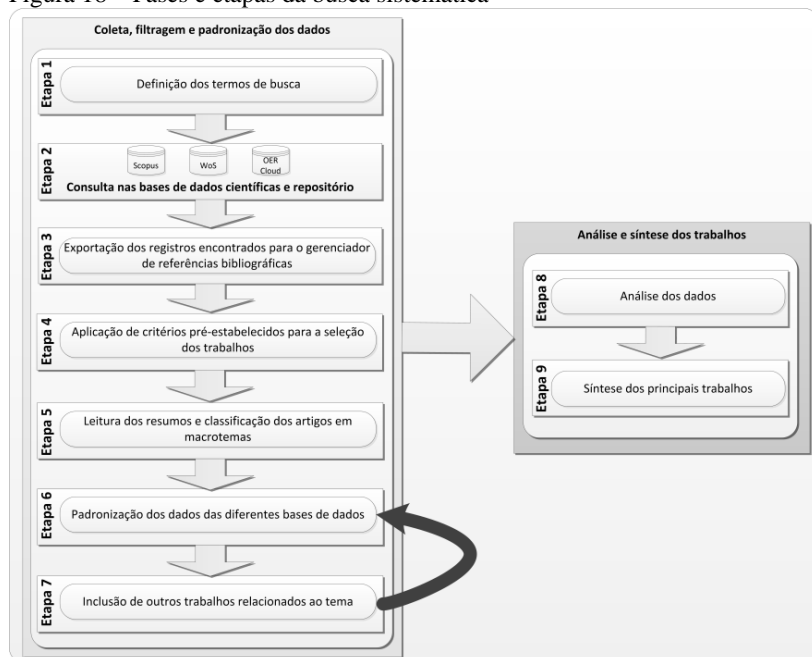 Figura 18 – Fases e etapas da busca sistemática
Coleta, filtragem e padronização dos dados
Etapa 1
Definição dos termos de busca
Etapa 2
Scopus
WoS
OER
Cloud
Consulta nas bases de dados científicas e repositório
Etapa 3
Exportação dos registros encontrados para o gerenciador
de referências bibliográficas
Etapa 4
Aplicação de critérios pré-estabelecidos para a seleção
dos trabalhos
Etapa 5
Leitura dos resumos e classificação dos artigos em
macrotemas
Etapa 6
Padronização dos dados das diferentes bases de dados
Etapa 7
Inclusão de outros trabalhos relacionados ao tema
Análise e síntese dos trabalhos
Etapa 8
Análise dos dados
Etapa 9
Síntese dos principais trabalhos